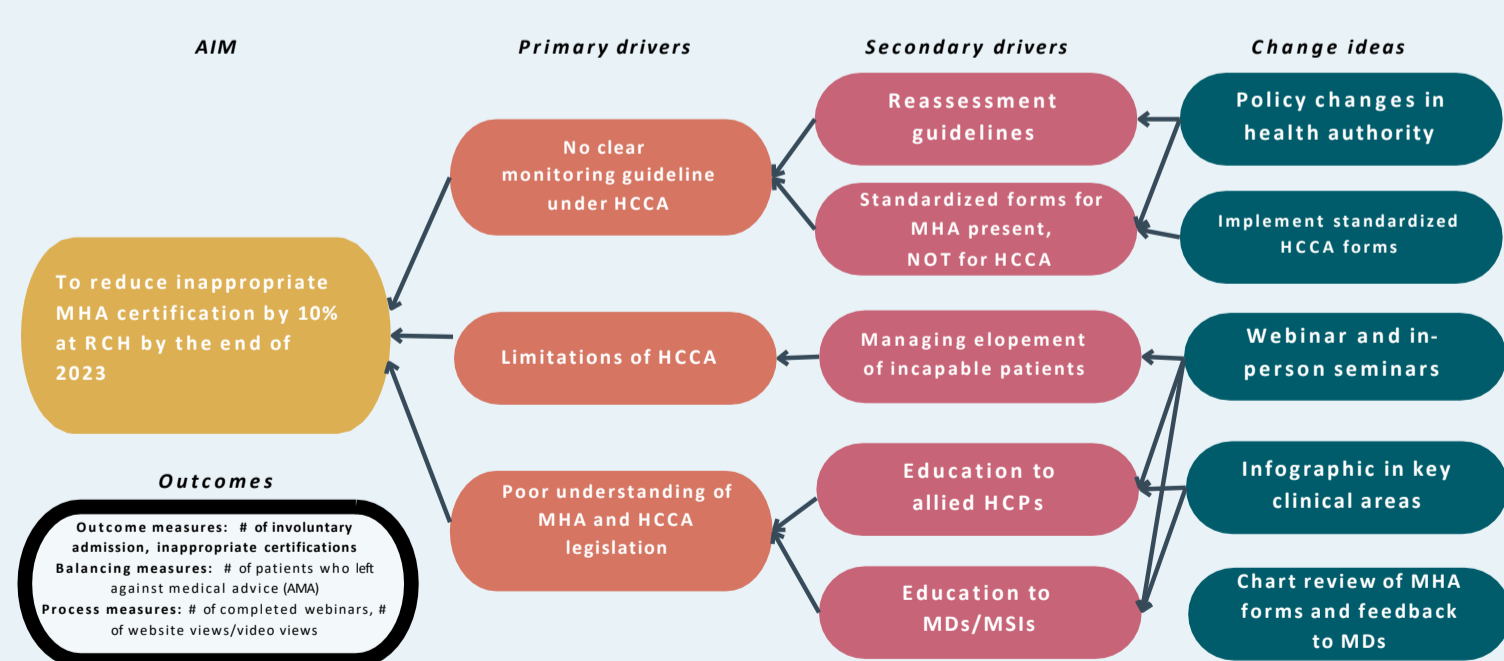 AIM
Primary drivers
Secondary drivers
Change ideas
To reduce inappropriate
MHA certification by 10%
at RCH by the end of
2023
No clear
monitoring guideline
under HCCA
Limitations of HCCA
Poor understanding of
MHA and HCCA
legislation
Reassessment
guidelines
Standardized forms for
MHA present,
NOT for HCCA
Managing elopement
of incapable patients
Education to
allied HCPs
Education to
MDs/MSIs
Policy changes in
health authority
Implement standardized
HCCA forms
Webinar and in-
person seminars
Infographic in key
clinical areas
Chart review of MHA
forms and feedback
to MDs
Outcomes
Outcome measures: # of involuntary
admission, inappropriate certifications
Balancing measures: # of patients who left
against medical advice (AMA)
Process measures: # of completed webinars, #
of website views/video views